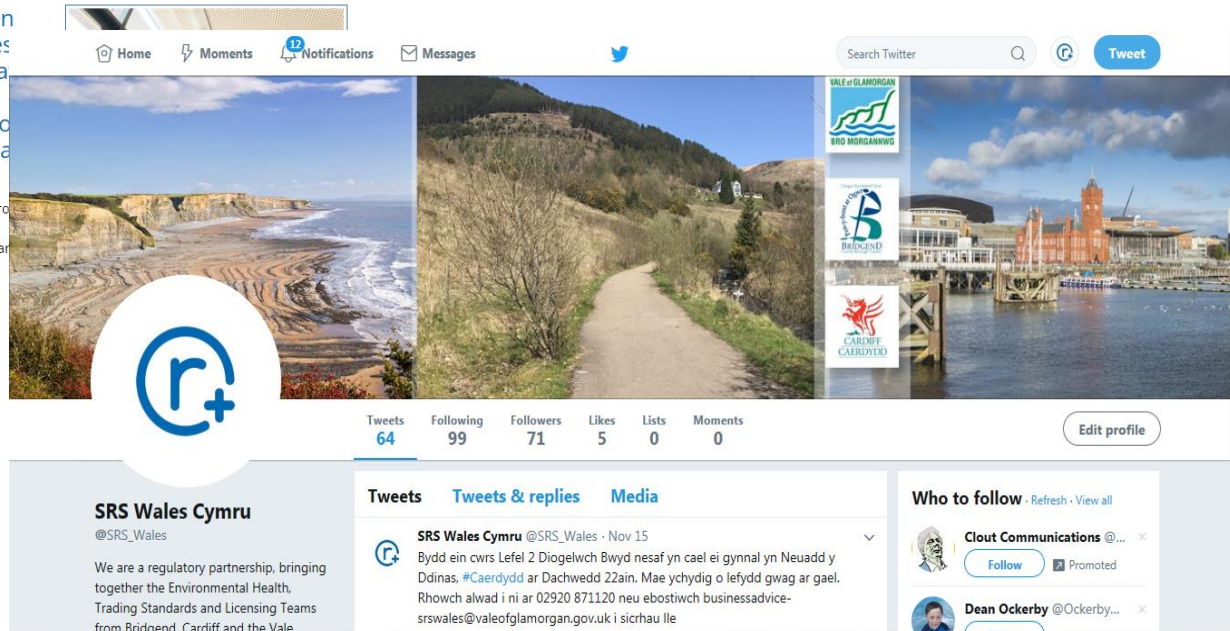 Home
Moments
12
Notifications
Messages
Search Twitter
Tweet
VALE of GLAMORGAN
BRO MORGANNWG
BRIDGEND
CARDIFF
CAERDYDD
r+
Tweets
64
Following
99
Followers
71
Likes
5
Lists
0
Moments
0
Edit profile
SRS Wales Cymru
@SRS_Wales
We are a regulatory partnership, bringing
together the Environmental Health,
Trading Standards and Licensing Teams
from Bridgend, Cardiff and the Vale
Tweets Tweets & replies Media
SRS Wales Cymru @SRS_Wales · Nov 15
Bydd ein cwrs Lefel 2 Diogelwch Bwyd nesaf yn cael ei gynnal yn Neuadd y
Ddinas, #Caerdydd ar Dachwedd 22ain. Mae ychydig o lefydd gwag ar gael.
Rhowch alwad i ni ar 02920 871120 neu ebostiwch businessadvice-
srswales@valeofglamorgan.gov.uk i sicrhau lle
Who to follow · Refresh · View all
Clout Communications @...
Follow
Promoted
Dean Ockerby @Ockerby...